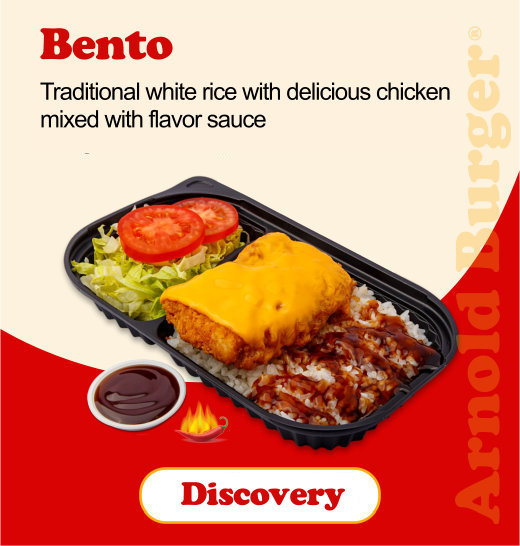 Bento
Traditional white rice with delicious chicken
mixed with flavor sauce
Arnold Burger®
Discovery